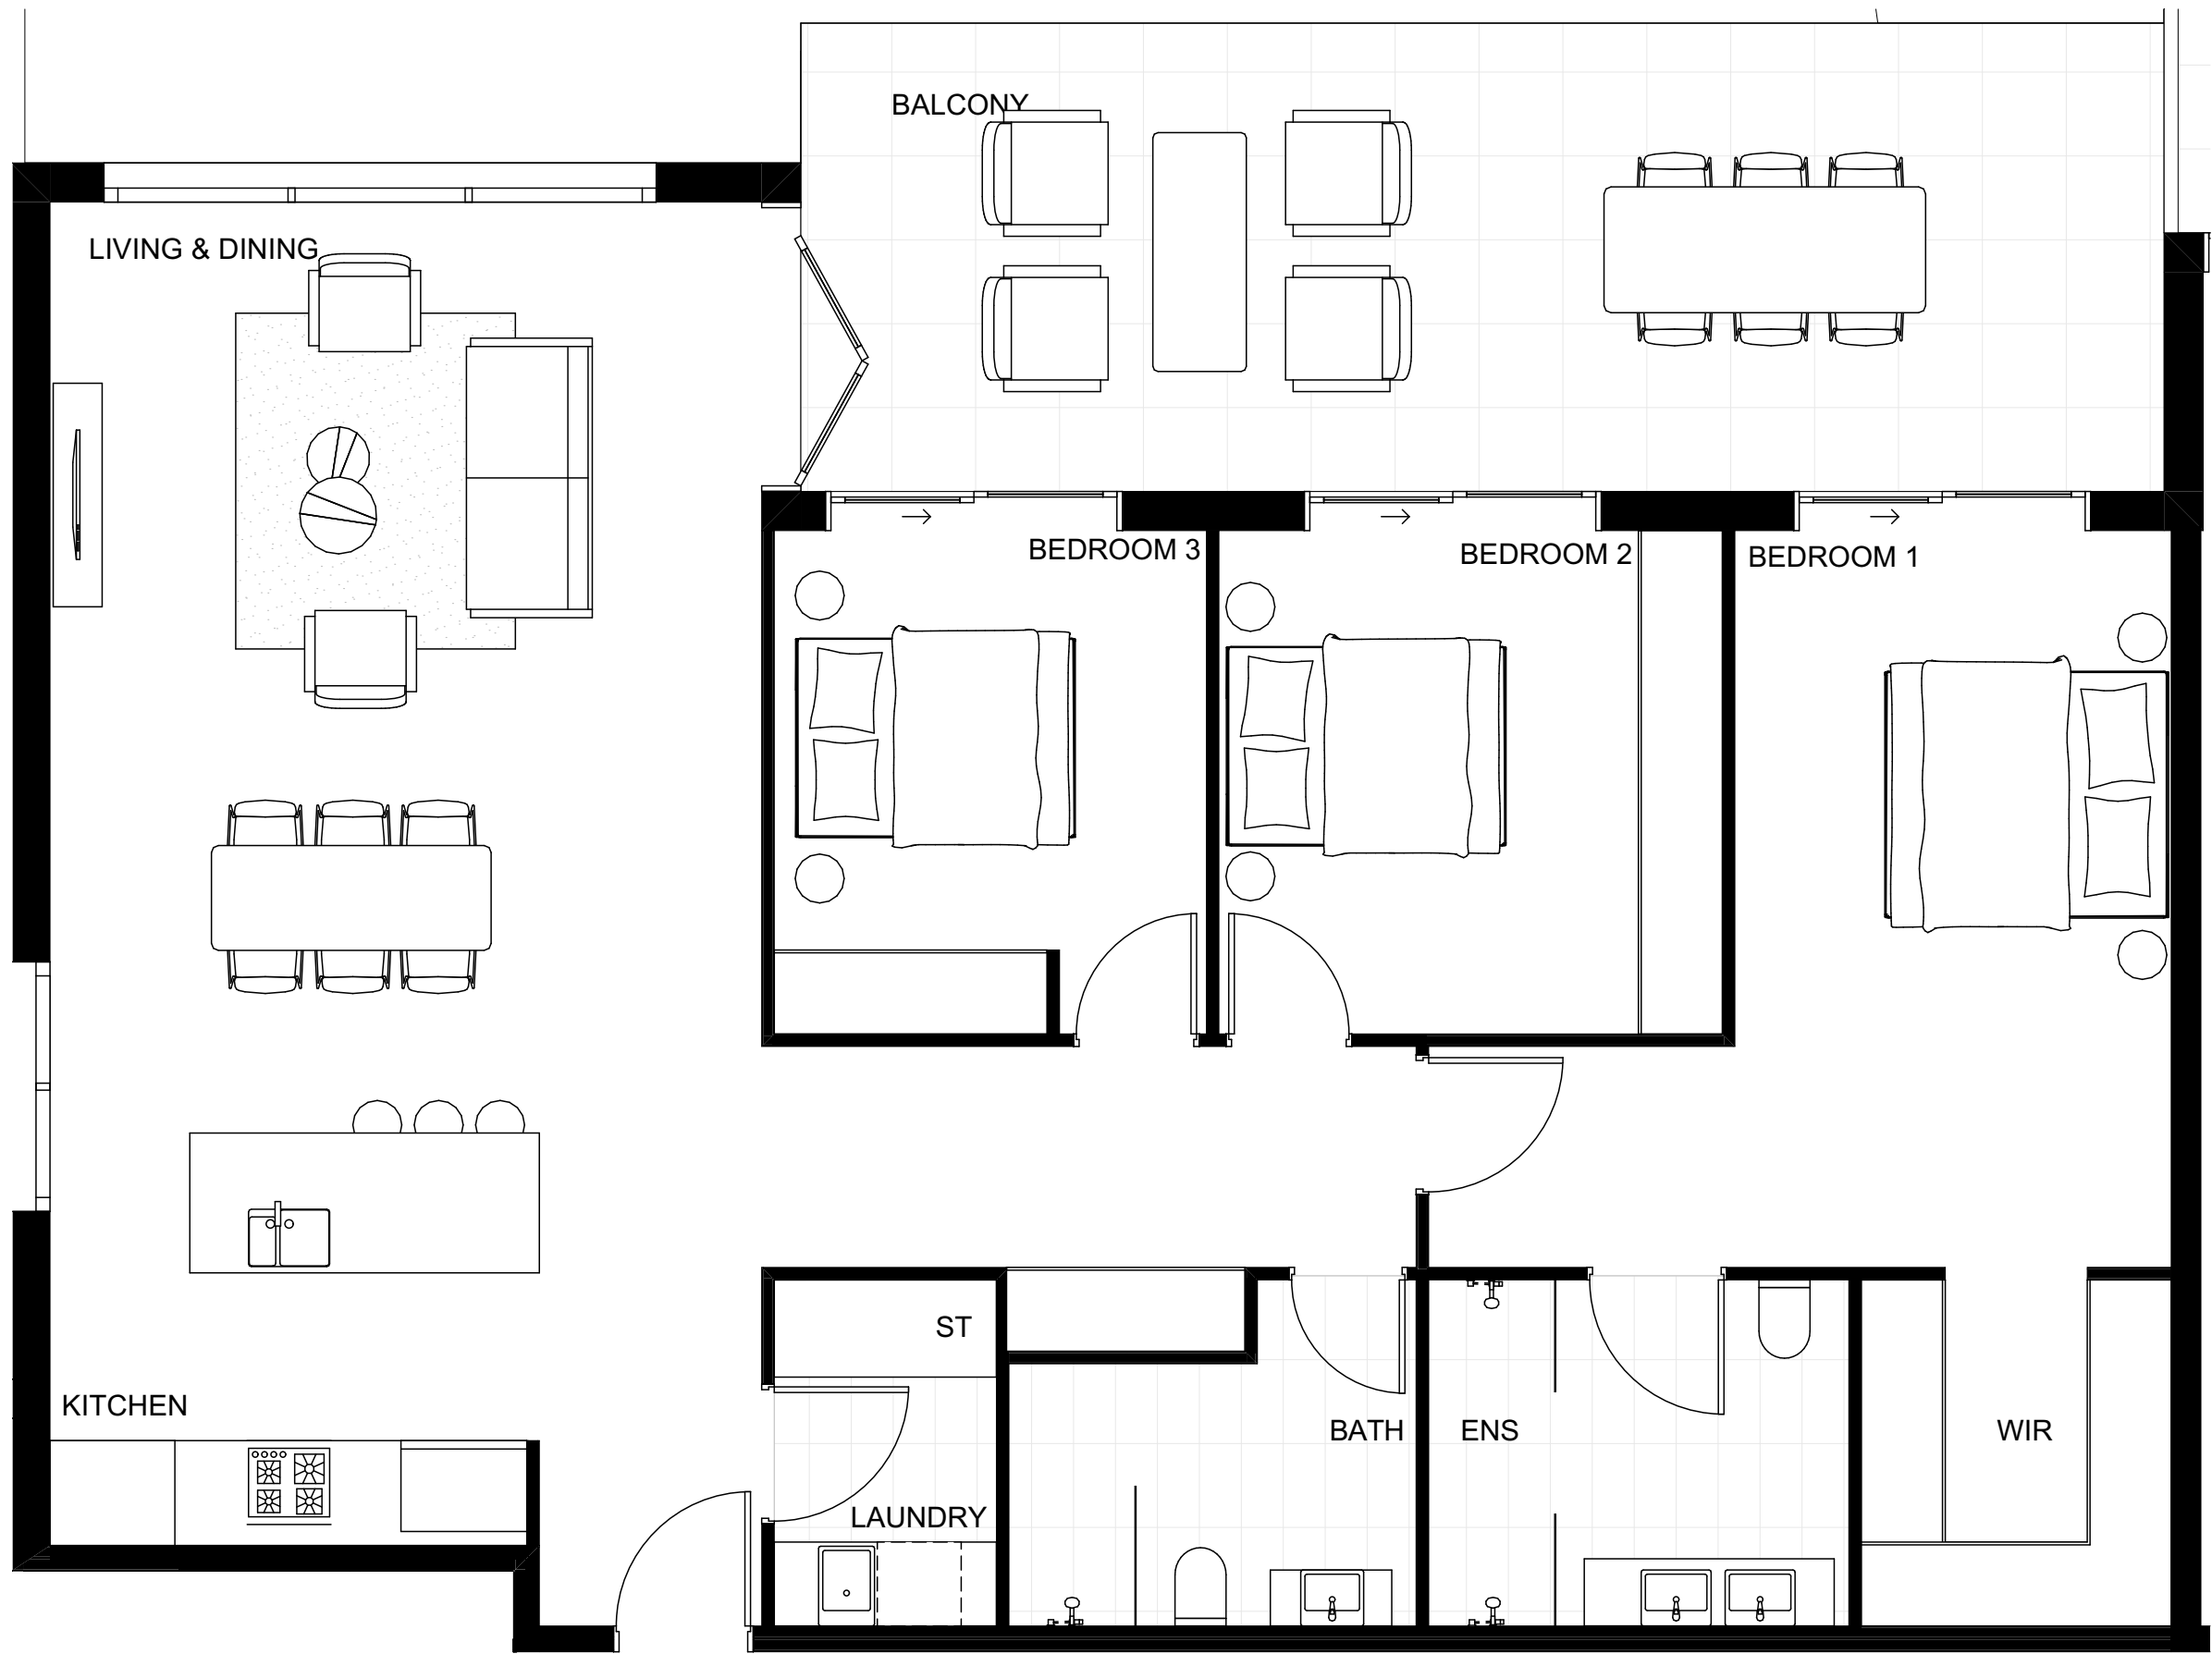 BALCONY
LIVING & DINING
BEDROOM 3
BEDROOM 2
BEDROOM 1
ST
KITCHEN
BATH
ENS
WIR
LAUNDRY